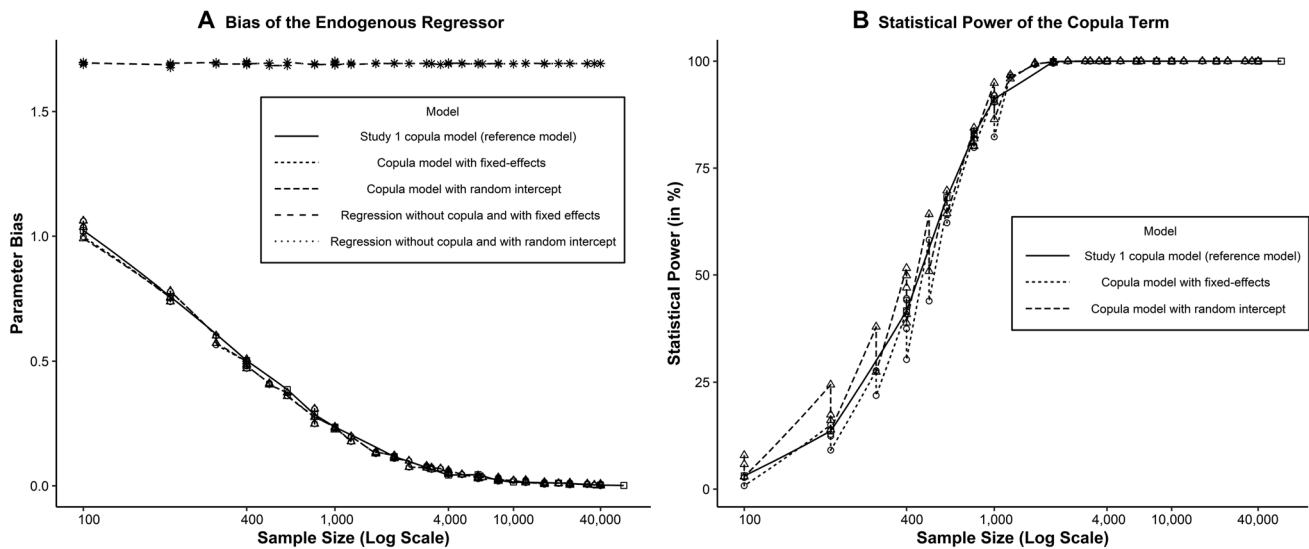 A Bias of the Endogenous Regressor
Parameter Bias
1.5
1.0
0.5
0.0
Model
Study 1 copula model (reference model)
Copula model with fixed-effects
Copula model with random intercept
Regression without copula and with fixed effects
Regression without copula and with random intercept
100 400 1,000 4,000 10,000 40,000
Sample Size (Log Scale)
B Statistical Power of the Copula Term
Statistical Power (in %)
100
75
50
25
0
Model
Study 1 copula model (reference model)
Copula model with fixed-effects
Copula model with random intercept
100 400 1,000 4,000 10,000 40,000
Sample Size (Log Scale)